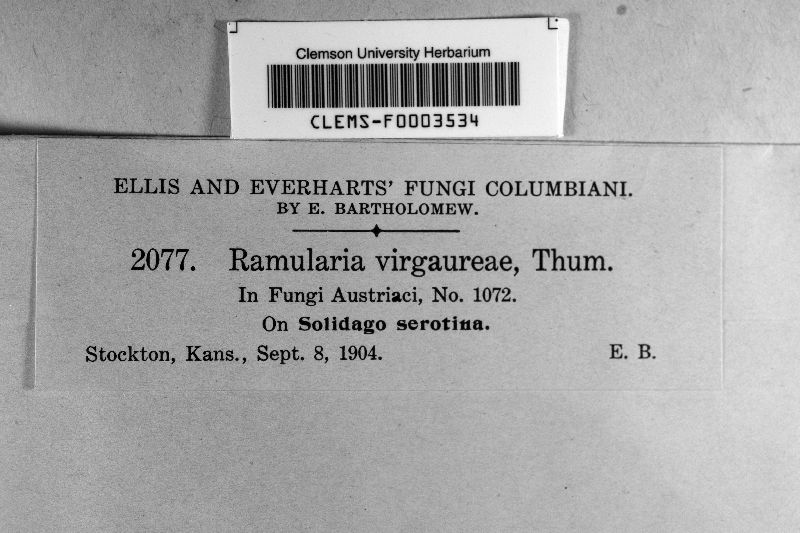 Clemson University Herbarium
CLEMS-F0003534
ELLIS AND EVERHARTS' FUNGI COLUMBIANI.
BY E. BARTHOLOMEW.
2077. Ramularia virgaureae, Thum.
In Fungi Austriaci, No. 1072.
On Solidago serotina.
Stockton, Kans., Sept. 8, 1904. E. B.